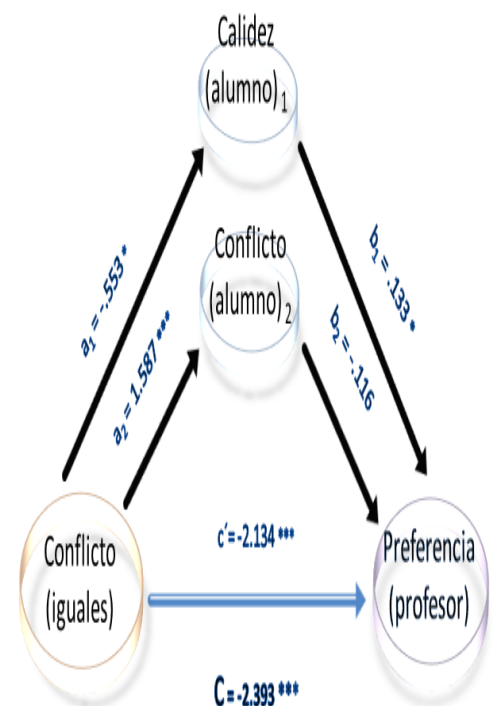 Calidez
(alumno) 1
Conflicto
(alumno) 2
a1 = -.553 *
a2 = 1.587 ***
b1 = .133 *
b2 = -.116
c´= -2.134 ***
Conflicto
(iguales)
Preferencia
(profesor)
C = -2.393 ***